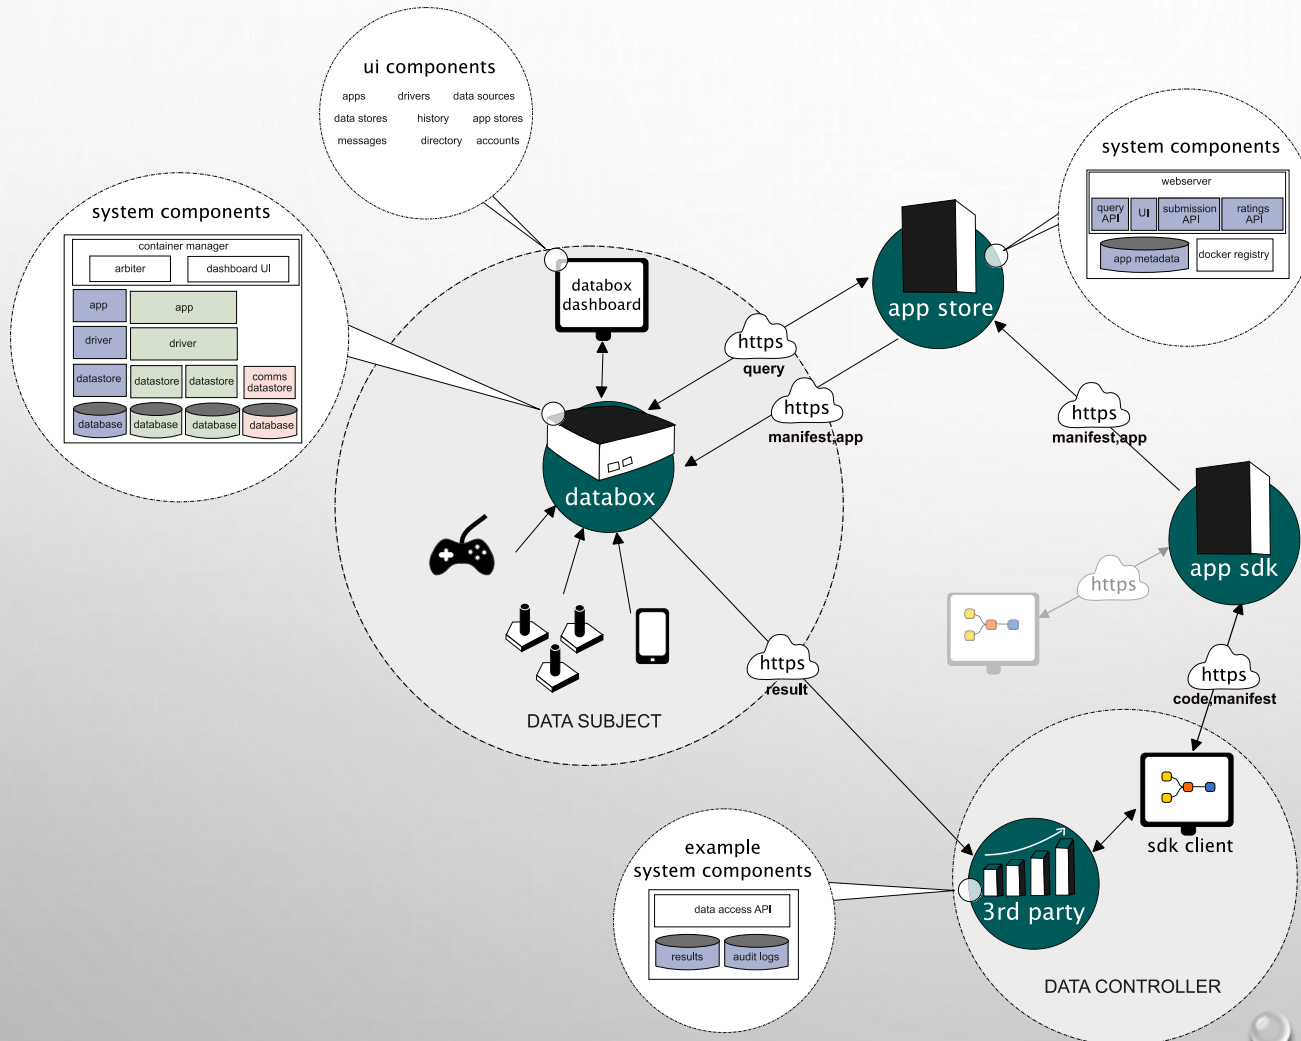 ui components
apps drivers data sources
data stores history app stores
messages directory accounts
system components
container manager
arbiter dashboard UI
app app
driver driver
datastore datastore datastore comms
datastore
database database database database
databox
dashboard
databox
https
query
https
manifest,app
app store
system components
webserver
query
API
UI
submission
API
ratings
API
app metadata
docker registry
https
manifest,app
app sdk
https
https
code,manifest
https
result
DATA SUBJECT
sdk client
3rd party
DATA CONTROLLER
example
system components
data access API
results audit logs